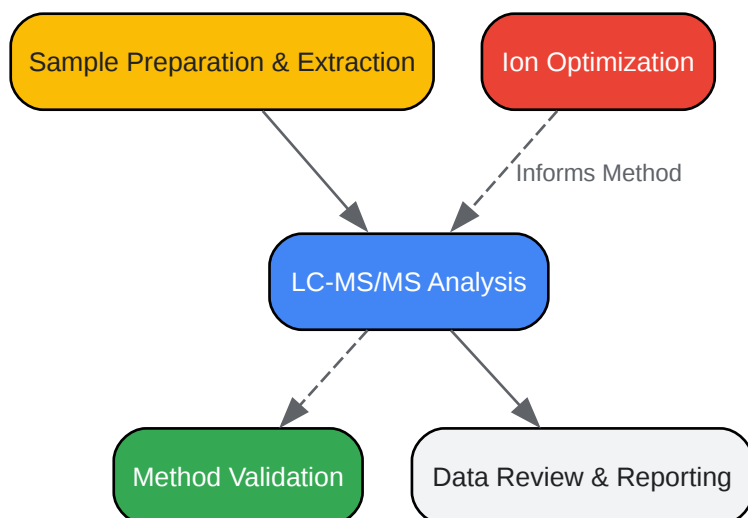 Sample Preparation & Extraction
Ion Optimization
Informs Method
LC-MS/MS Analysis
Method Validation
Data Review & Reporting